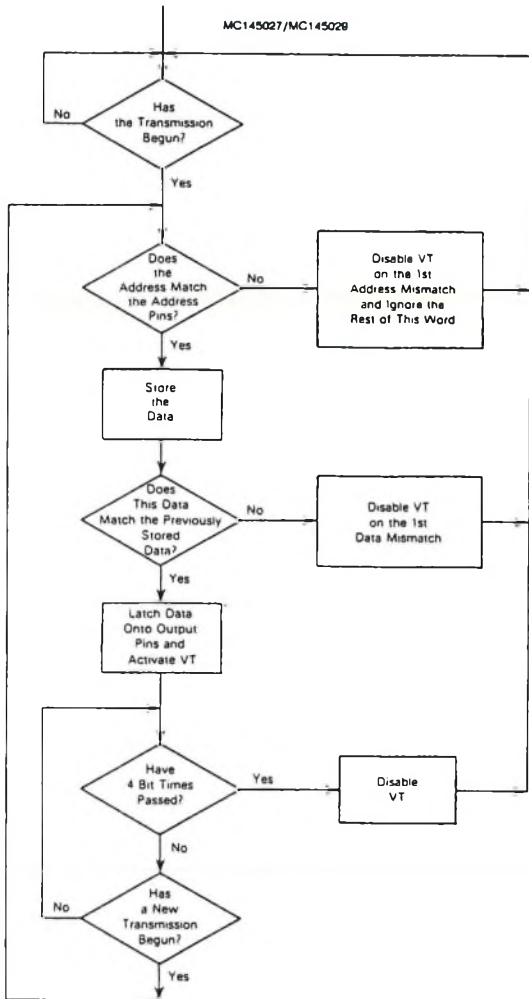 MC145027/MC145028
Has
the Transmission
Begun?
No
Yes
Does
the
Address Match
the Address
Pins?
No
Disable VT
on the 1st
Address Mismatch
and Ignore the
Rest of This Word
Yes
Store
the
Data
Does
This Data
Match the Previously
Stored
Data?
No
Disable VT
on the 1st
Data Mismatch
Yes
Latch Data
Onto Output
Pins and
Activate VT
Have
4 Bit Times
Passed?
Yes
Disable
VT
No
Has
a New
Transmission
Begun?
No
Yes